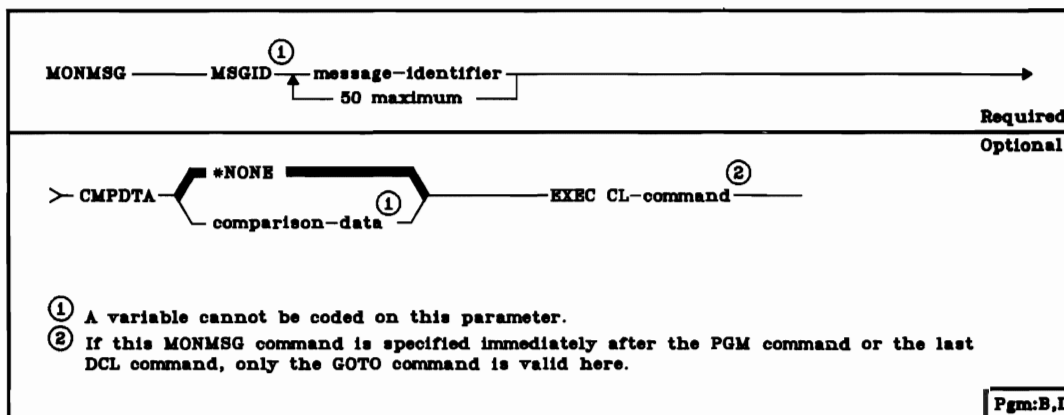 MONMSG MSGID ① message-identifier
50 maximum
Required
Optional
CMPDTA *NONE
comparison-data ① EXEC CL-command ②
① A variable cannot be coded on this parameter.
② If this MONMSG command is specified immediately after the PGM command or the last
DCL command, only the GOTO command is valid here.
Pgm:B,I